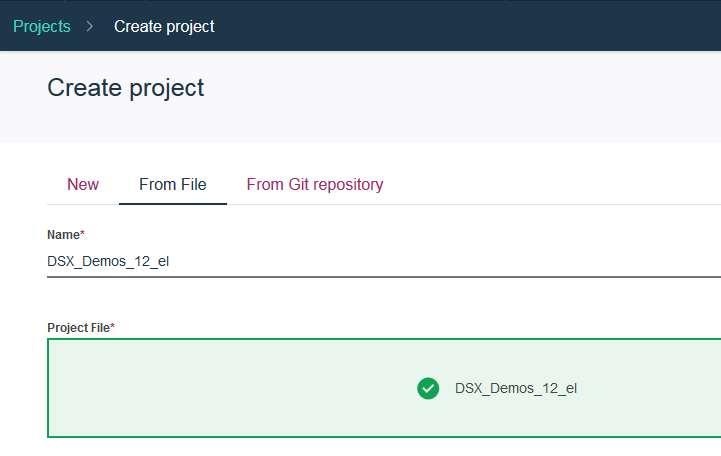 Projects > Create project
Create project
New From File From Git repository
Name*
DSX_Demos_12_el
Project File*
DSX_Demos_12_el